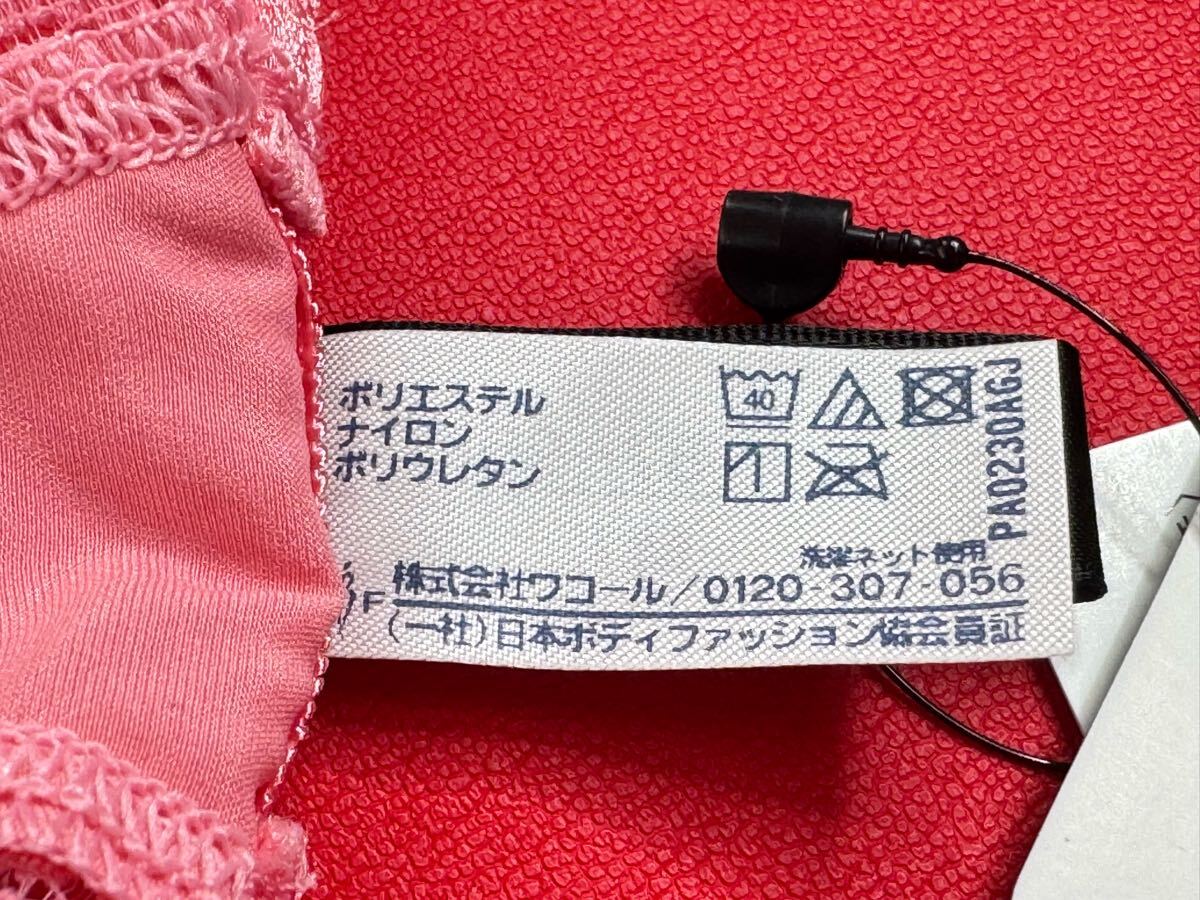 ポリエステル
ナイロン
ポリウレタン
40
1
PA0230AGJ
洗濯ネット使用
株式会社ワコール/0120-307-056
F
(一社)日本ボディファッション協会員証